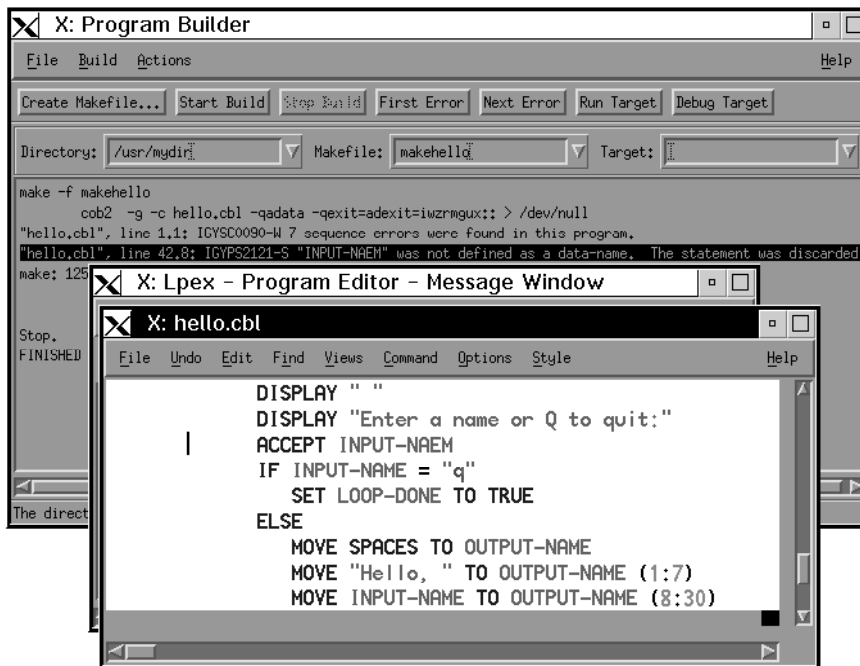 X: Program Builder
File Build Actions Help
Create Makefile... Start Build Stop Build First Error Next Error Run Target Debug Target
Directory: /usr/mydir Makefile: makehello Target:
make -f makehello
cob2 -g -c hello.cbl -qadata -qexit=adexit=iwzrmgux:: > /dev/null
"hello.cbl", line 1.1: IGYSC0090-W 7 sequence errors were found in this program.
"hello.cbl", line 42.8: IGYPS2121-S "INPUT-NAEM" was not defined as a data-name. The statement was discarded
make: 125
Stop.
FINISHED
The direct
X: Lpex - Program Editor - Message Window
X: hello.cbl
File Undo Edit Find Views Command Options Style Help
DISPLAY " "
DISPLAY "Enter a name or Q to quit:"
ACCEPT INPUT-NAEM
IF INPUT-NAME = "q"
SET LOOP-DONE TO TRUE
ELSE
MOVE SPACES TO OUTPUT-NAME
MOVE "Hello, " TO OUTPUT-NAME (1:7)
MOVE INPUT-NAME TO OUTPUT-NAME (8:30)